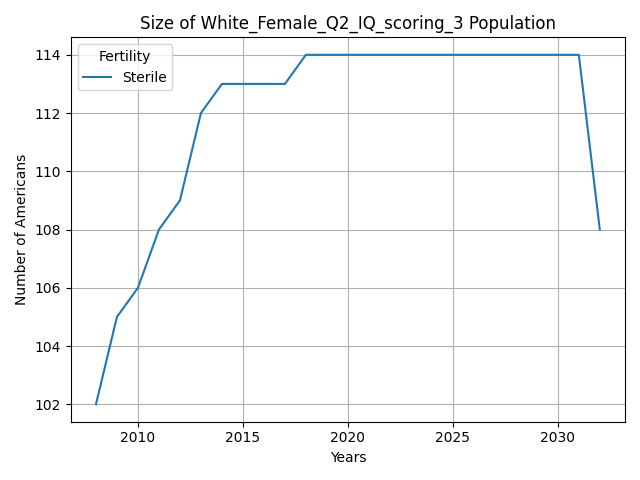 Size of White_Female_Q2_IQ_scoring_3 Population
Fertility
Sterile
114
112
110
108
106
104
102
Number of Americans
2010
2015
2020
2025
2030
Years